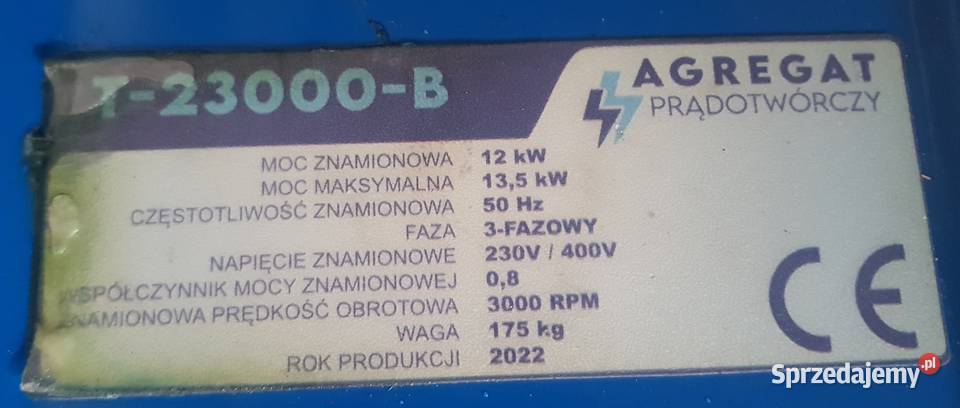 T-23000-B
AGREGAT
PRĄDOTWÓRCZY
MOC ZNAMIONOWA 12 kW
MOC MAKSYMALNA 13,5 kW
CZĘSTOTLIWOŚĆ ZNAMIONOWA 50 Hz
FAZA 3-FAZOWY
NAPIĘCIE ZNAMIONOWE 230V / 400V
WSPÓŁCZYNNIK MOCY ZNAMIONOWEJ 0,8
ZNAMIONOWA PRĘDKOŚĆ OBROTOWA 3000 RPM
WAGA 175 kg
ROK PRODUKCJI 2022
CE
Sprzedajemy.pl